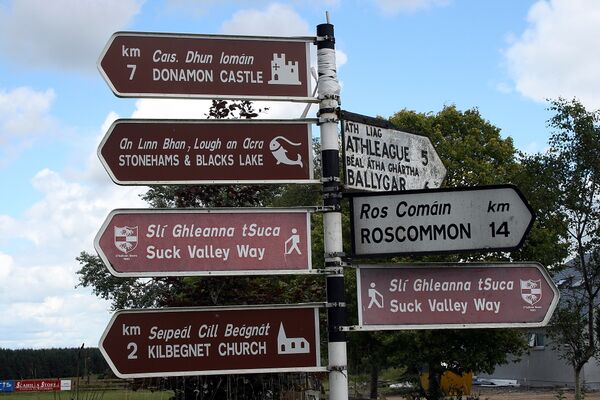 km
7
Cais. Dhun Iomáin
DONAMON CASTLE
An Linn Bhan, Lough an Acra
STONEHAMS & BLACKS LAKE
Slí Ghleanna tSuca
Suck Valley Way
km
2
Seipeál Cill Beágnát
KILBEGNET CHURCH
ÁTH LIAG
ATHLEAGUE 5
BÉAL ÁTHA GHÁRTHA
BALLYGAR
Ros Comáin km
ROSCOMMON 14
Slí Ghleanna tSuca
Suck Valley Way